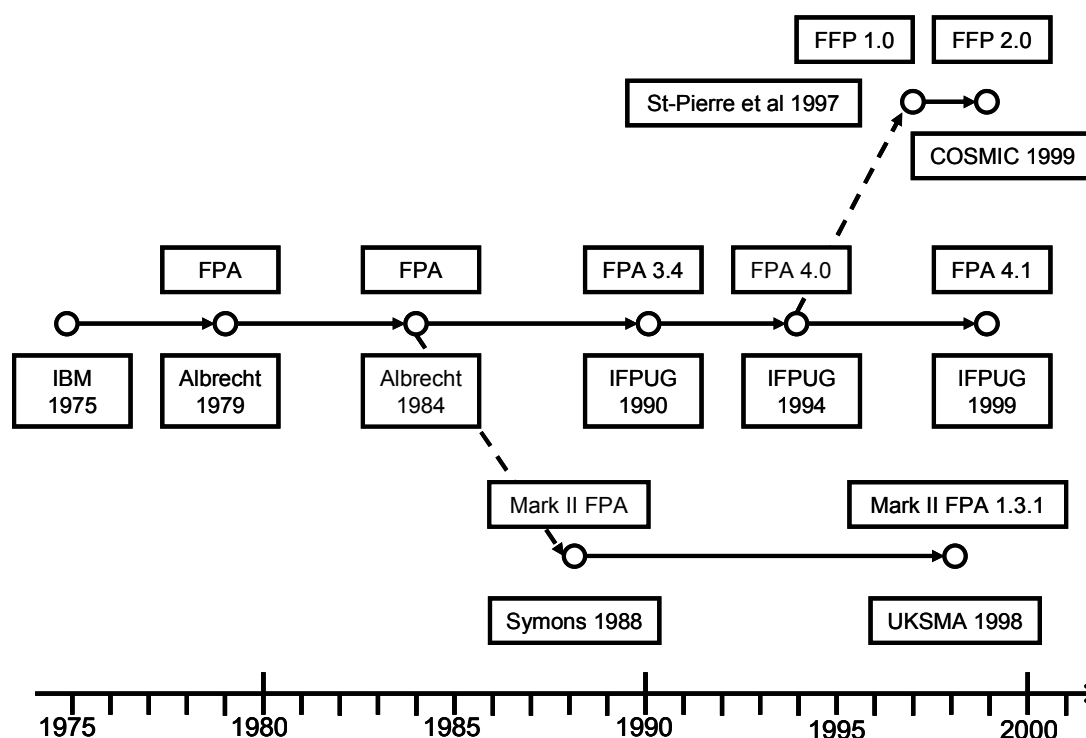 FFP 1.0
FFP 2.0
St-Pierre et al 1997
COSMIC 1999
FPA
FPA
FPA 3.4
FPA 4.0
FPA 4.1
IBM
1975
Albrecht
1979
Albrecht
1984
IFPUG
1990
IFPUG
1994
IFPUG
1999
Mark II FPA
Mark II FPA 1.3.1
Symons 1988
UKSMA 1998
1975
1980
1985
1990
1995
2000